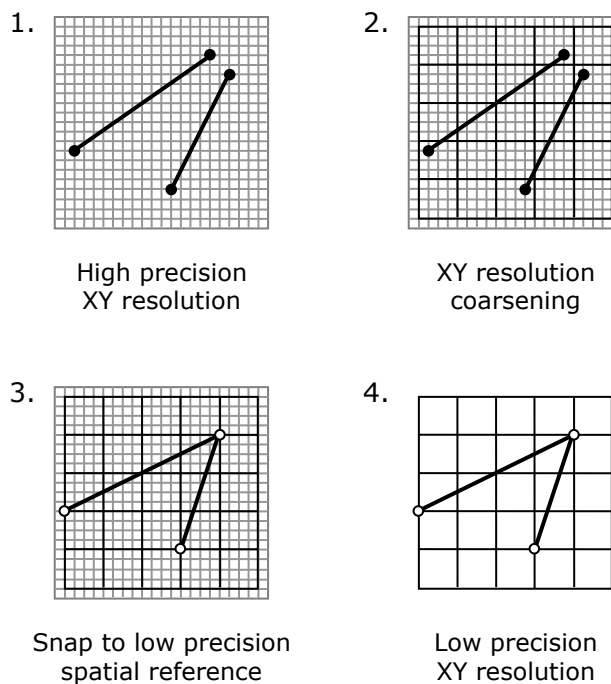 1.
High precision
XY resolution
2.
XY resolution
coarsening
3.
Snap to low precision
spatial reference
4.
Low precision
XY resolution